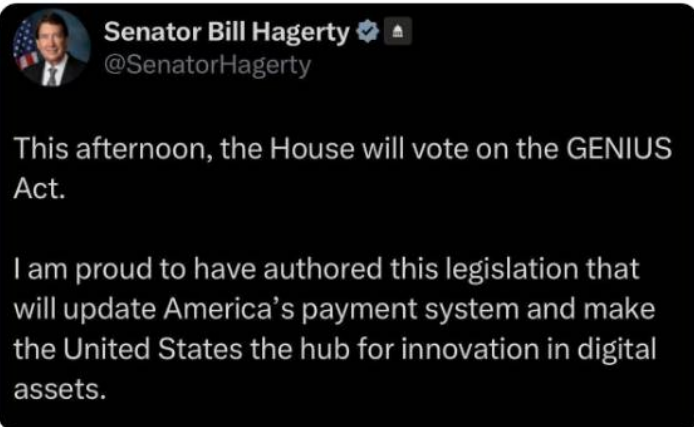 Senator Bill Hagerty
@SenatorHagerty
This afternoon, the House will vote on the GENIUS
Act.
I am proud to have authored this legislation that
will update America’s payment system and make
the United States the hub for innovation in digital
assets.